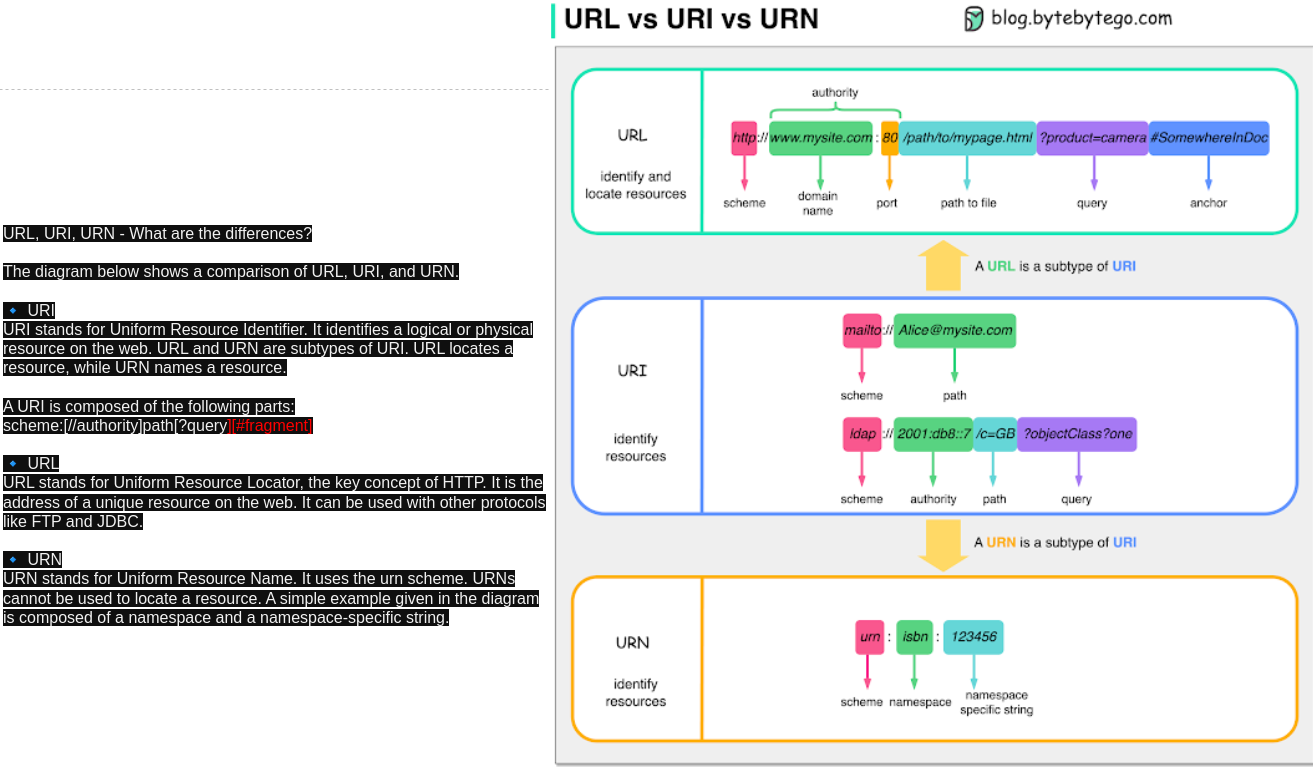 URL vs URI vs URN
blog.bytebytego.com
URL, URI, URN - What are the differences?
The diagram below shows a comparison of URL, URI, and URN.
🔹 URI
URI stands for Uniform Resource Identifier. It identifies a logical or physical
resource on the web. URL and URN are subtypes of URI. URL locates a
resource, while URN names a resource.
A URI is composed of the following parts:
scheme:[//authority]path[?query][#fragment]
🔹 URL
URL stands for Uniform Resource Locator, the key concept of HTTP. It is the
address of a unique resource on the web. It can be used with other protocols
like FTP and JDBC.
🔹 URN
URN stands for Uniform Resource Name. It uses the urn scheme. URNs
cannot be used to locate a resource. A simple example given in the diagram
is composed of a namespace and a namespace-specific string.
URL
identify and
locate resources
authority
http://www.mysite.com:80/path/to/mypage.html?product=camera#SomewhereInDoc
scheme
domain
name
port
path to file
query
anchor
A URL is a subtype of URI
URI
identify
resources
mailto://Alice@mysite.com
scheme
path
ldap://2001:db8::7/c=GB?objectClass?one
scheme
authority
path
query
A URN is a subtype of URI
URN
identify
resources
urn : isbn : 123456
scheme
namespace
namespace
specific string